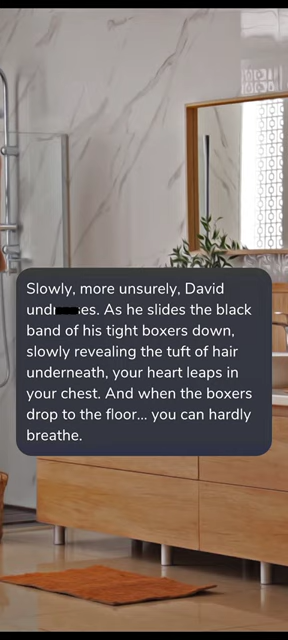 Slowly, more unsurely, David
As he slides the black
band of his tight boxers down,
slowly revealing the tuft of hair
underneath, your heart leaps in
your chest. And when the boxers
drop to the floor... you can hardly
breathe.